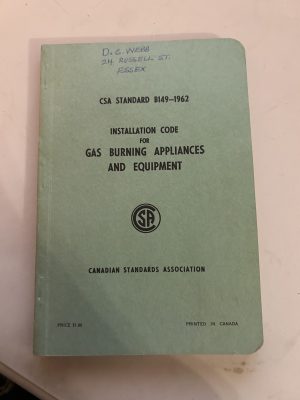 D.G. WEBB
24 RUSSELL ST.
ESSEX
CSA STANDARD B149-1962
INSTALLATION CODE
FOR
GAS BURNING APPLIANCES
AND EQUIPMENT
CANADIAN STANDARDS ASSOCIATION
PRINTED IN CANADA
PRICE